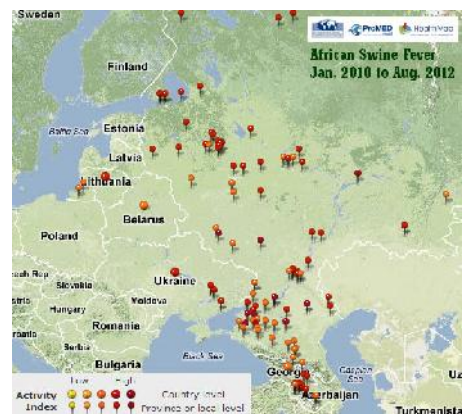 Sweden
ProMED
HealthMap
African Swine Fever
Jan. 2010 to Aug. 2012
Finland
Baltic Sea
Estonia
Latvia
Lithuania
Belarus
Poland
Ukraine
Slovakia
Moldova
Hungary
Romania
Serbia
Bulgaria
Black Sea
Georgia
Caspian
Sea
Azerbaijan
Turkmenista
Low
High
Activity
Index
Country level
Province or local level